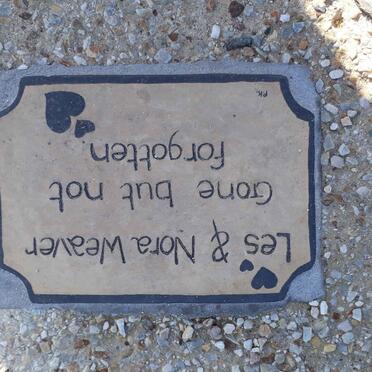 Les & Nora Weaver
Gone but not
forgotten.
P.K.